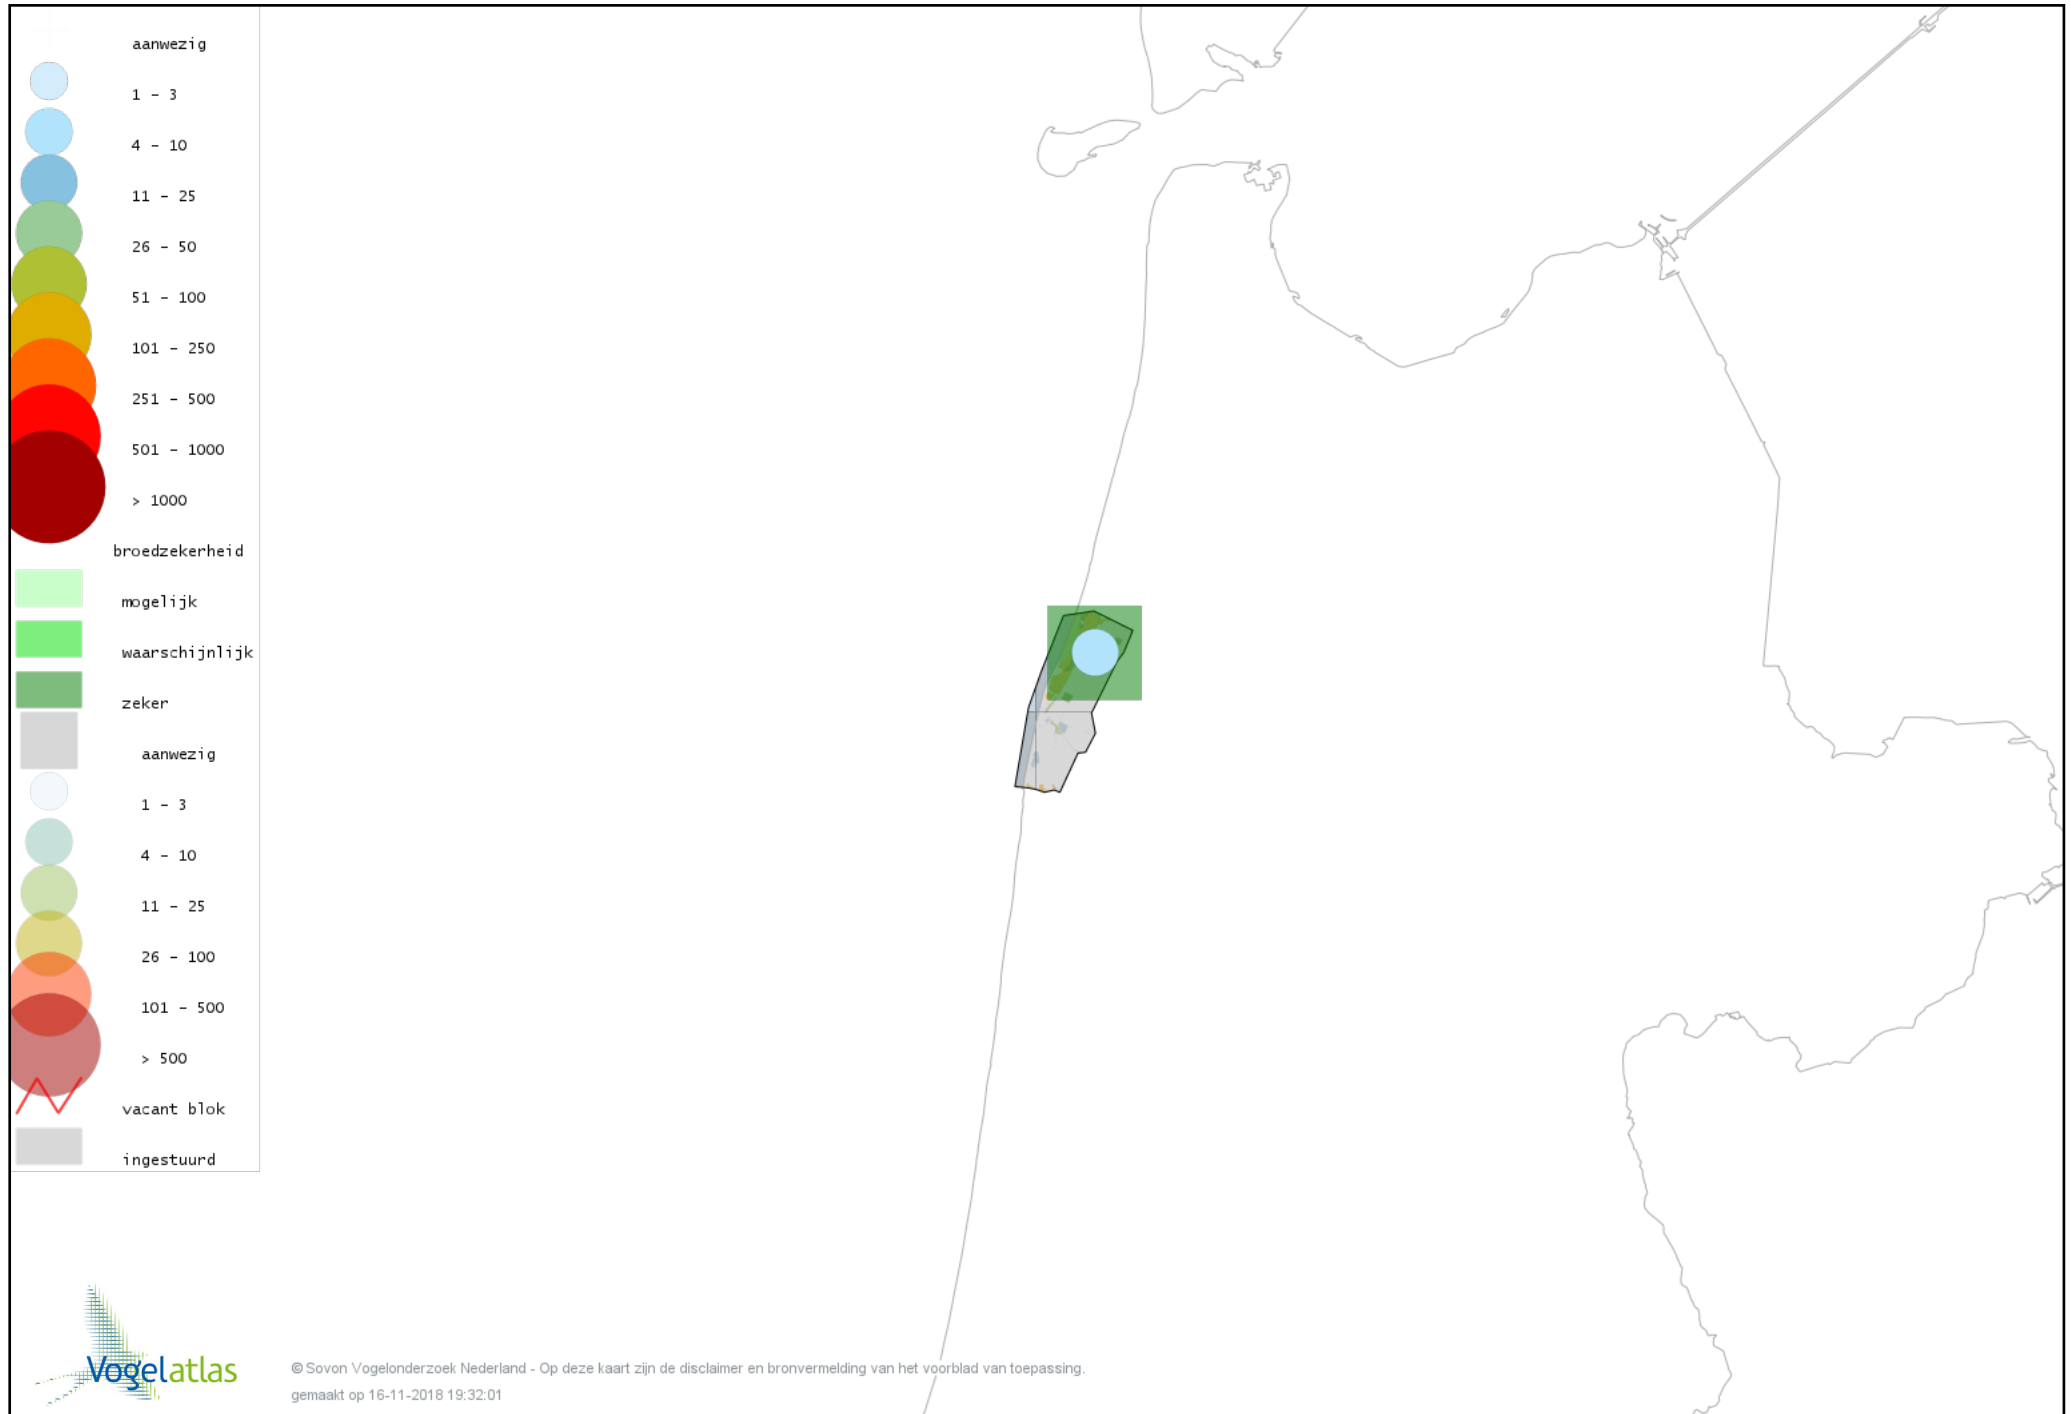 aanwezig
1 – 3
4 – 10
11 – 25
26 – 50
51 – 100
101 – 250
251 – 500
501 – 1000
> 1000
broedzekerheid
mogelijk
waarschijnlijk
zeker
aanwezig
1 – 3
4 – 10
11 – 25
26 – 100
101 – 500
> 500
vacant blok
ingestuurd
Vogelatlas
© Sovon Vogelonderzoek Nederland - Op deze kaart zijn de disclaimer en bronvermelding van het voorblad van toepassing.
gemaakt op 16-11-2018 19:32:01